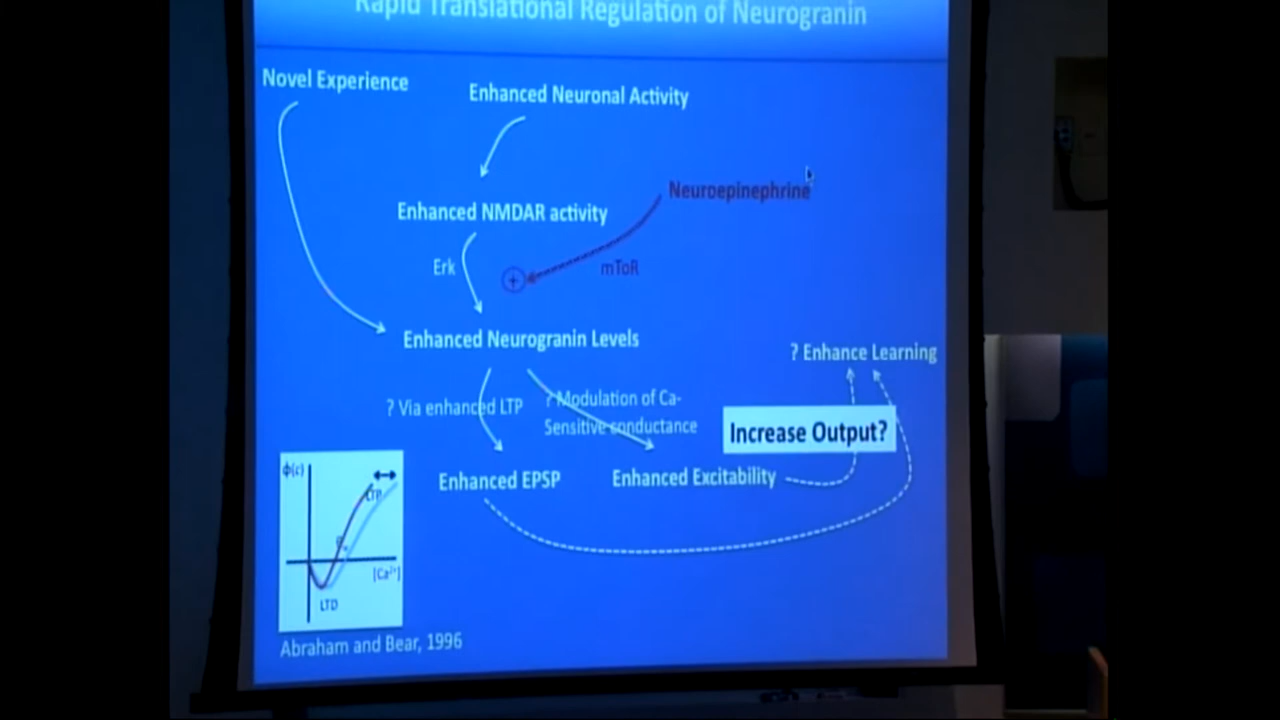 Rapid Translational Regulation of Neurogranin
Novel Experience
Enhanced Neuronal Activity
Neuroepinephrine
Enhanced NMDAR activity
Erk
+
mToR
Enhanced Neurogranin Levels
? Enhance Learning
? Via enhanced LTP
? Modulation of Ca-
Sensitive conductance
Increase Output?
Enhanced EPSP
Enhanced Excitability
ϕ(c)
LTP
[Ca²⁺]
LTD
Abraham and Bear, 1996